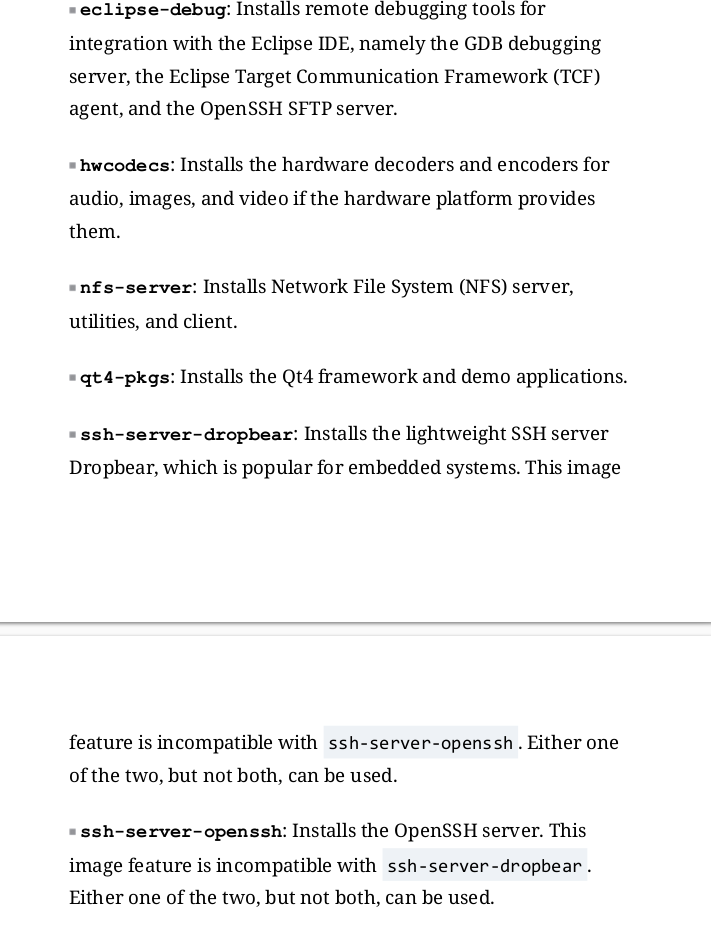 ▪ eclipse-debug: Installs remote debugging tools for
integration with the Eclipse IDE, namely the GDB debugging
server, the Eclipse Target Communication Framework (TCF)
agent, and the OpenSSH SFTP server.
▪ hwcodecs: Installs the hardware decoders and encoders for
audio, images, and video if the hardware platform provides
them.
▪ nfs-server: Installs Network File System (NFS) server,
utilities, and client.
▪ qt4-pkgs: Installs the Qt4 framework and demo applications.
▪ ssh-server-dropbear: Installs the lightweight SSH server
Dropbear, which is popular for embedded systems. This image
feature is incompatible with ssh-server-openssh. Either one
of the two, but not both, can be used.
▪ ssh-server-openssh: Installs the OpenSSH server. This
image feature is incompatible with ssh-server-dropbear.
Either one of the two, but not both, can be used.